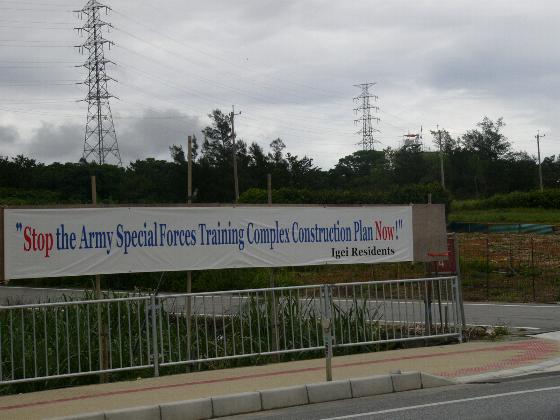 "Stop the Army Special Forces Training Complex Construction Plan Now!"
Igei Residents